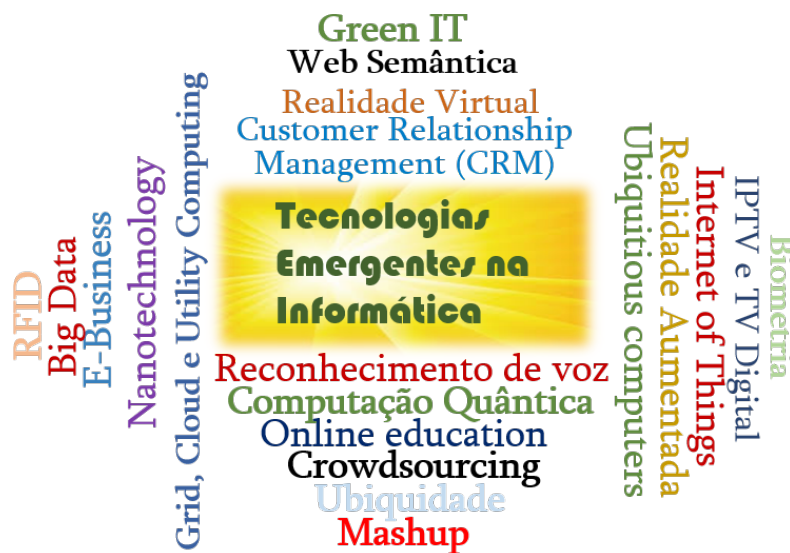 Green IT
Web Semântica
Realidade Virtual
Customer Relationship
Management (CRM)
RFID
Big Data
E-Business
Nanotechnology
Grid, Cloud e Utility Computing
Tecnologias
Emergentes na
Informática
Ubiquitious computers
Realidade Aumentada
Internet of Things
IPTV e TV Digital
Biometria
Reconhecimento de voz
Computação Quântica
Online education
Crowdsourcing
Ubiquidade
Mashup